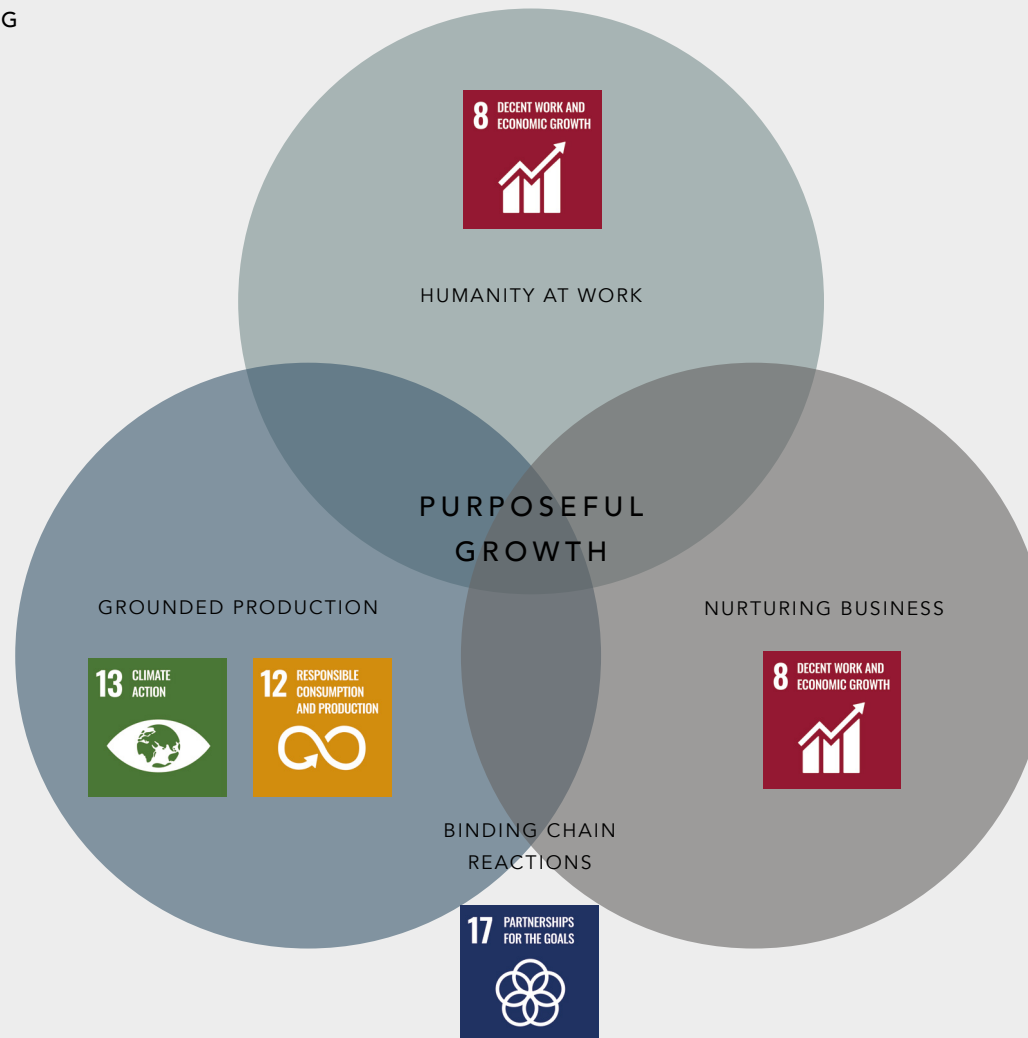 G
8 DECENT WORK AND
ECONOMIC GROWTH
HUMANITY AT WORK
PURPOSEFUL
GROWTH
GROUNDED PRODUCTION
13 CLIMATE
ACTION
12 RESPONSIBLE
CONSUMPTION
AND PRODUCTION
NURTURING BUSINESS
8 DECENT WORK AND
ECONOMIC GROWTH
BINDING CHAIN
REACTIONS
17 PARTNERSHIPS
FOR THE GOALS